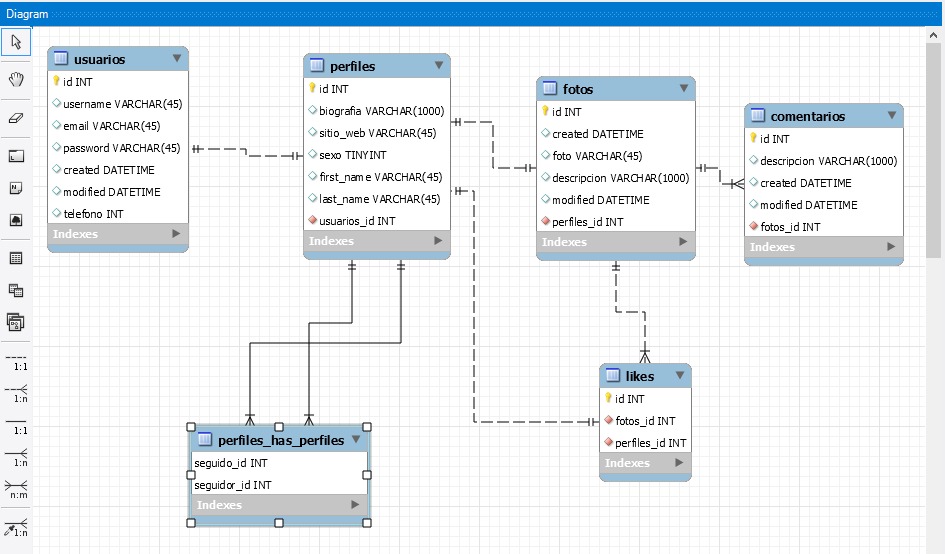 Diagram
usuarios
id INT
username VARCHAR(45)
email VARCHAR(45)
password VARCHAR(45)
created DATETIME
modified DATETIME
telefono INT
Indexes
perfiles
id INT
biografia VARCHAR(1000)
sitio_web VARCHAR(45)
sexo TINYINT
first_name VARCHAR(45)
last_name VARCHAR(45)
usuarios_id INT
Indexes
fotos
id INT
created DATETIME
foto VARCHAR(45)
descripcion VARCHAR(1000)
modified DATETIME
perfiles_id INT
Indexes
comentarios
id INT
descripcion VARCHAR(1000)
created DATETIME
modified DATETIME
fotos_id INT
Indexes
likes
id INT
fotos_id INT
perfiles_id INT
Indexes
perfiles_has_perfiles
seguido_id INT
seguidor_id INT
Indexes
1:1
1:n
1:1
1:n
n:m
1:n